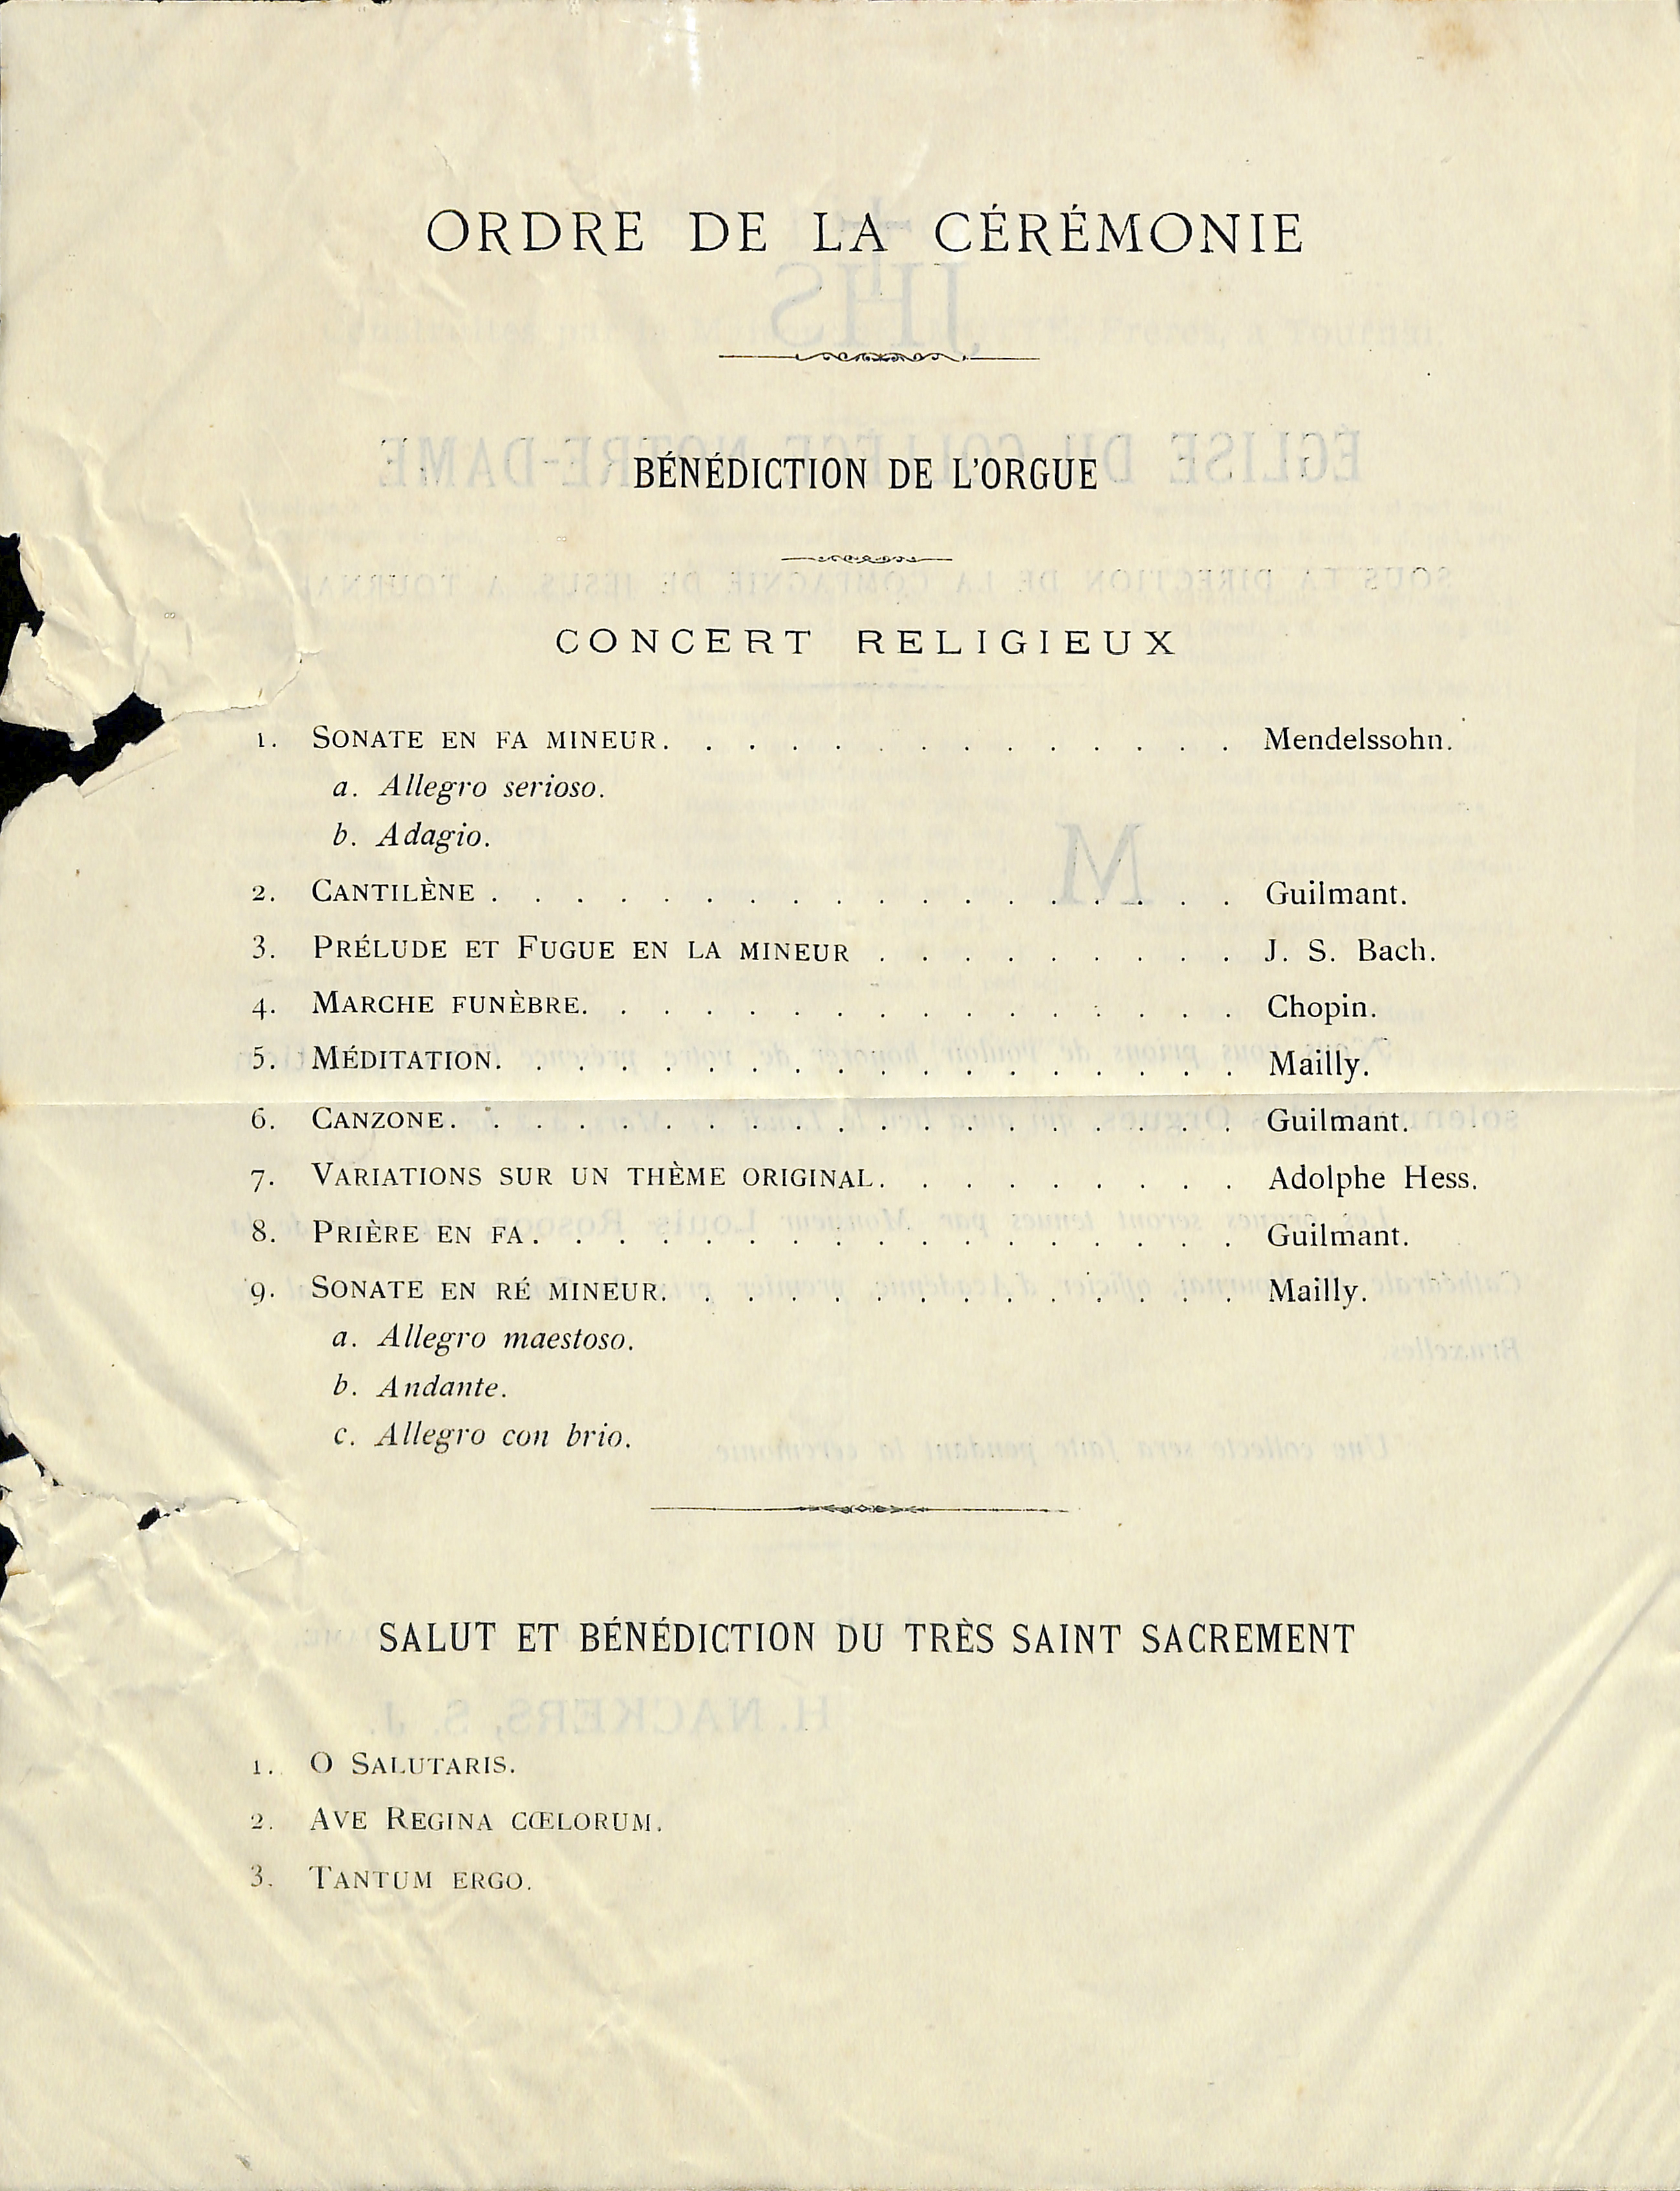 ORDRE DE LA CÉRÉMONIE
BÉNÉDICTION DE L'ORGUE
CONCERT RELIGIEUX
1. SONATE EN FA MINEUR. . . . . . . . . . . . . . Mendelssohn.
a. Allegro serioso.
b. Adagio.
2. CANTILÈNE . . . . . . . . . . . . . . . . . . Guilmant.
3. PRÉLUDE ET FUGUE EN LA MINEUR . . . . . . . . . J. S. Bach.
4. MARCHE FUNÈBRE. . . . . . . . . . . . . . . . Chopin.
5. MÉDITATION. . . . . . . . . . . . . . . . . . Mailly.
6. CANZONE. . . . . . . . . . . . . . . . . . . Guilmant.
7. VARIATIONS SUR UN THÈME ORIGINAL. . . . . . . . . Adolphe Hess.
8. PRIÈRE EN FA. . . . . . . . . . . . . . . . . Guilmant.
9. SONATE EN RÉ MINEUR. . . . . . . . . . . . . . Mailly.
a. Allegro maestoso.
b. Andante.
c. Allegro con brio.
SALUT ET BÉNÉDICTION DU TRÈS SAINT SACREMENT
1. O SALUTARIS.
2. AVE REGINA CŒLORUM.
3. TANTUM ERGO.